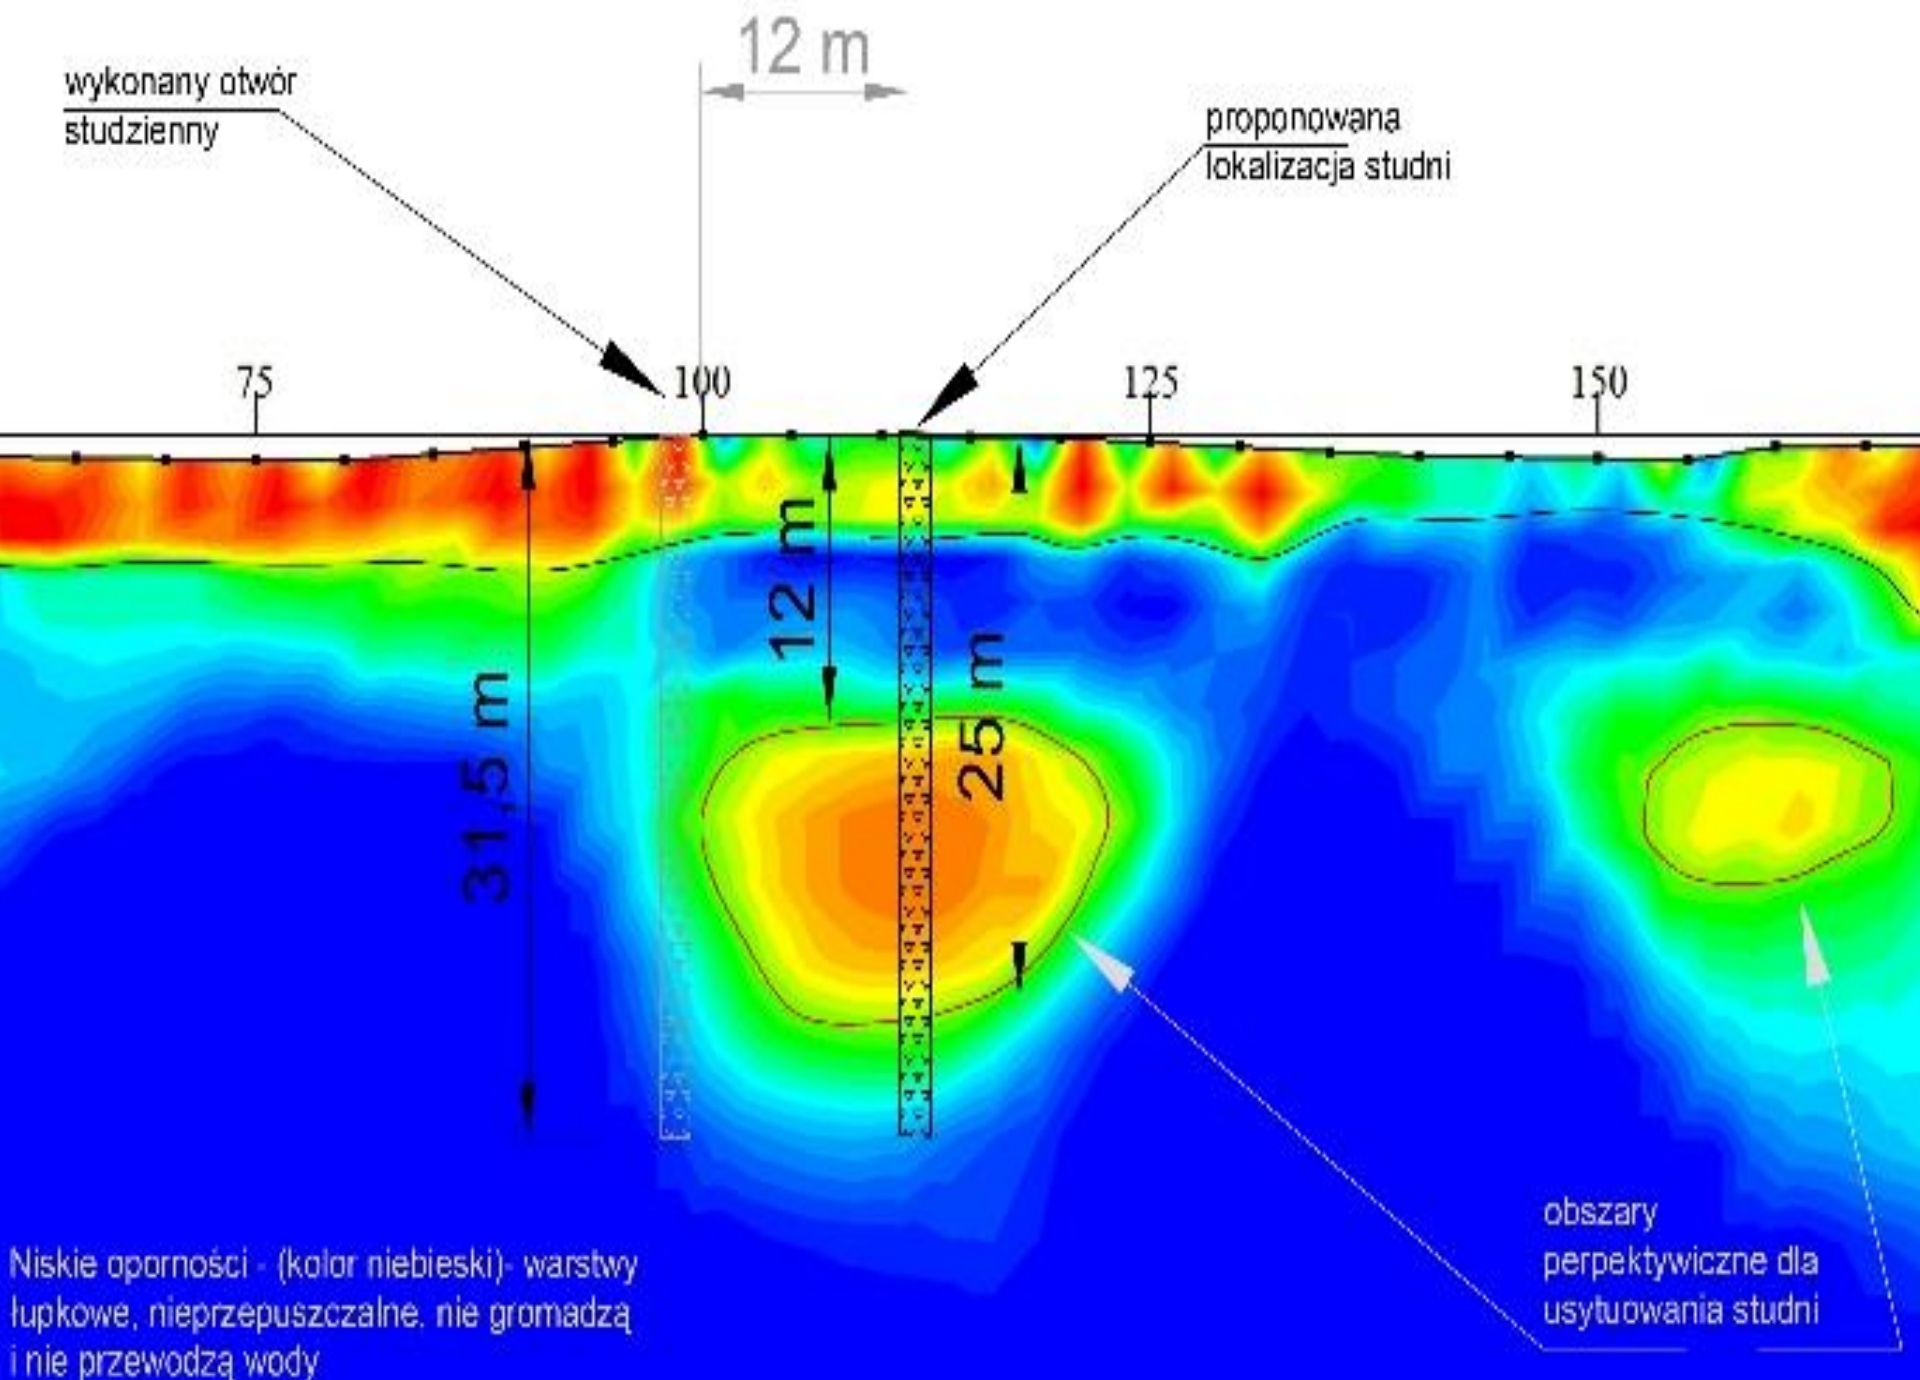 12 m
wykonany otwór
studzienny
proponowana
lokalizacja studni
75
100
125
150
12 m
31,5 m
25 m
obszary
perpektywiczne dla
usytuowania studni
Niskie oporności - (kolor niebieski)- warstwy
łupkowe, nieprzepuszczalne, nie gromadzą
i nie przewodzą wody